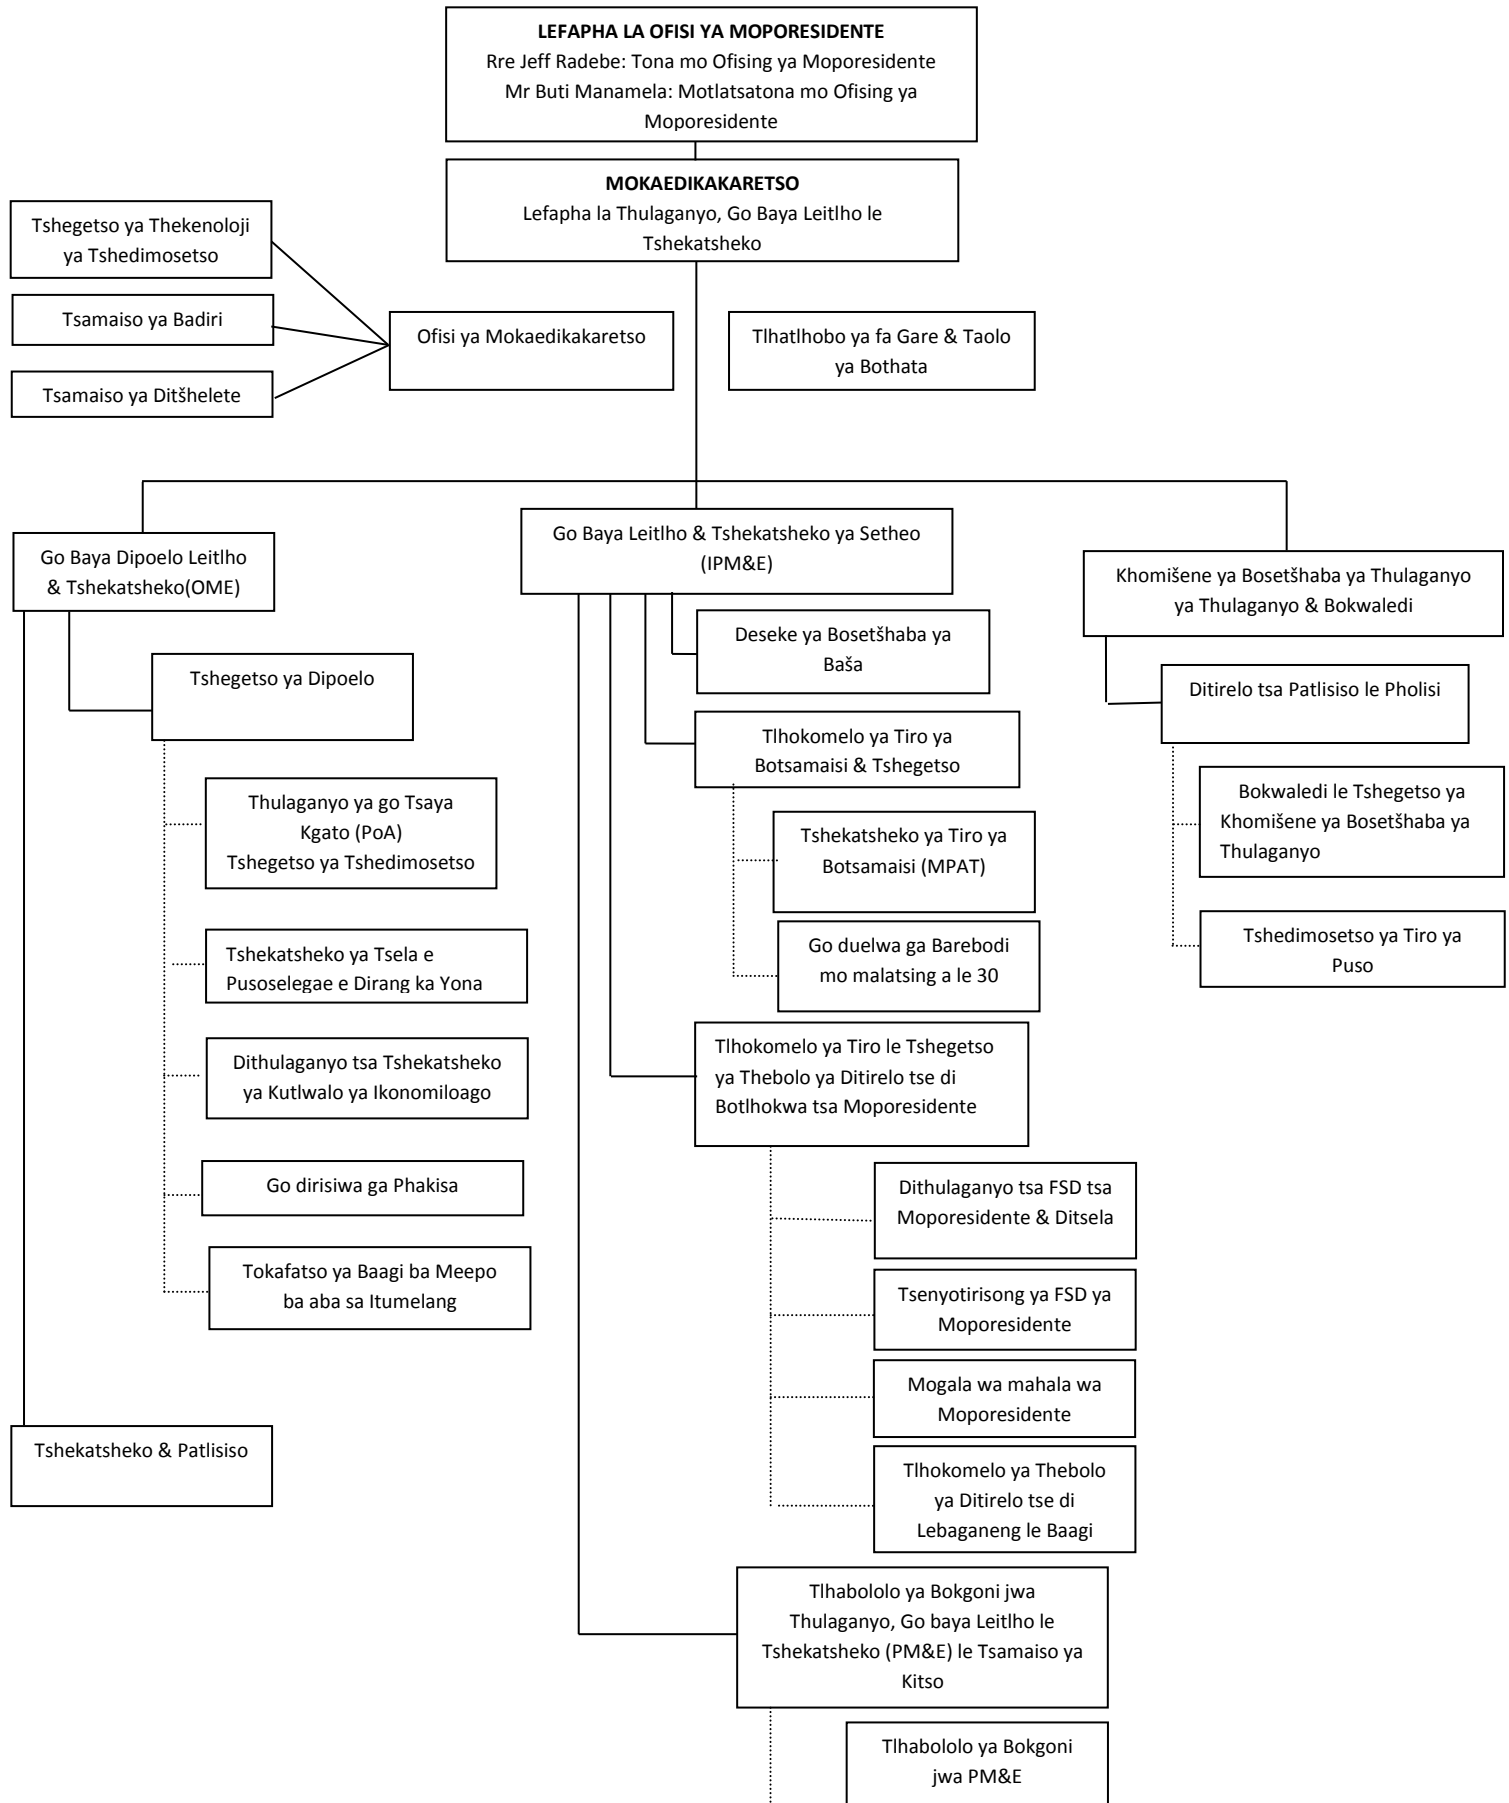 LEFAPHA LA OFISI YA MOPORESIDENTE
Rre Jeff Radebe: Tona mo Ofising ya Moporesidente
Mr Buti Manamela: Motlatsatona mo Ofising ya
Moporesidente
MOKAEDIKAKARETSO
Lefapha la Thulaganyo, Go Baya Leitlho le
Tshekatsheko
Tshegetso ya Thekenoloji
ya Tshedimosetso
Tsamaiso ya Badiri
Tsamaiso ya Ditšhelete
Ofisi ya Mokaedikakaretso
Tlhatlhobo ya fa Gare & Taolo
ya Bothata
Go Baya Dipoelo Leitlho
& Tshekatsheko(OME)
Tshegetso ya Dipoelo
Thulaganyo ya go Tsaya
Kgato (PoA)
Tshegetso ya Tshedimosetso
Tshekatsheko ya Tsela e
Pusoselegae e Dirang ka Yona
Dithulaganyo tsa Tshekatsheko
ya Kutlwalo ya Ikonomiloago
Go dirisiwa ga Phakisa
Tokafatso ya Baagi ba Meepo
ba aba sa Itumelang
Tshekatsheko & Patlisiso
Go Baya Leitlho & Tshekatsheko ya Setheo
(IPM&E)
Deseke ya Bosetšhaba ya
Baša
Tlhokomelo ya Tiro ya
Botsamaisi & Tshegetso
Tshekatsheko ya Tiro ya
Botsamaisi (MPAT)
Go duelwa ga Barebodi
mo malatsing a le 30
Tlhokomelo ya Tiro le Tshegetso
ya Thebolo ya Ditirelo tse di
Botlhokwa tsa Moporesidente
Dithulaganyo tsa FSD tsa
Moporesidente & Ditsela
Tsenyotirisong ya FSD ya
Moporesidente
Mogala wa mahala wa
Moporesidente
Tlhokomelo ya Thebolo
ya Ditirelo tse di
Lebaganeng le Baagi
Tlhabololo ya Bokgoni jwa
Thulaganyo, Go baya Leitlho le
Tshekatsheko (PM&E) le Tsamaiso ya
Kitso
Tlhabololo ya Bokgoni
jwa PM&E
Khomišene ya Bosetšhaba ya Thulaganyo
ya Thulaganyo & Bokwaledi
Ditirelo tsa Patlisiso le Pholisi
Bokwaledi le Tshegetso ya
Khomišene ya Bosetšhaba ya
Thulaganyo
Tshedimosetso ya Tiro ya
Puso